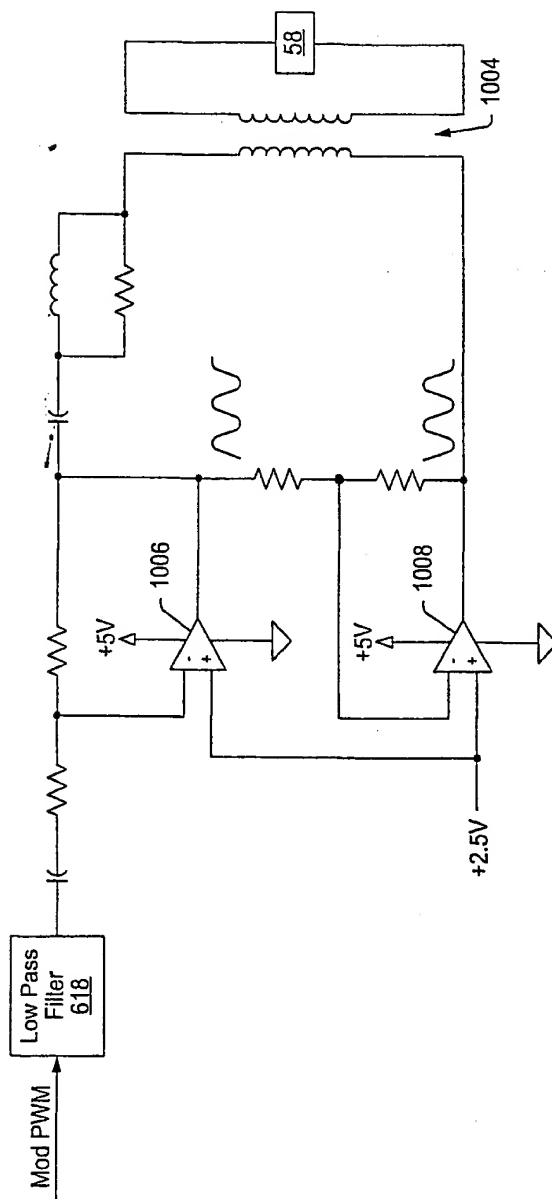 Mod PWM
Low Pass
Filter
618
+5V
1006
-
+
+5V
1008
-
+
+2.5V
58
1004